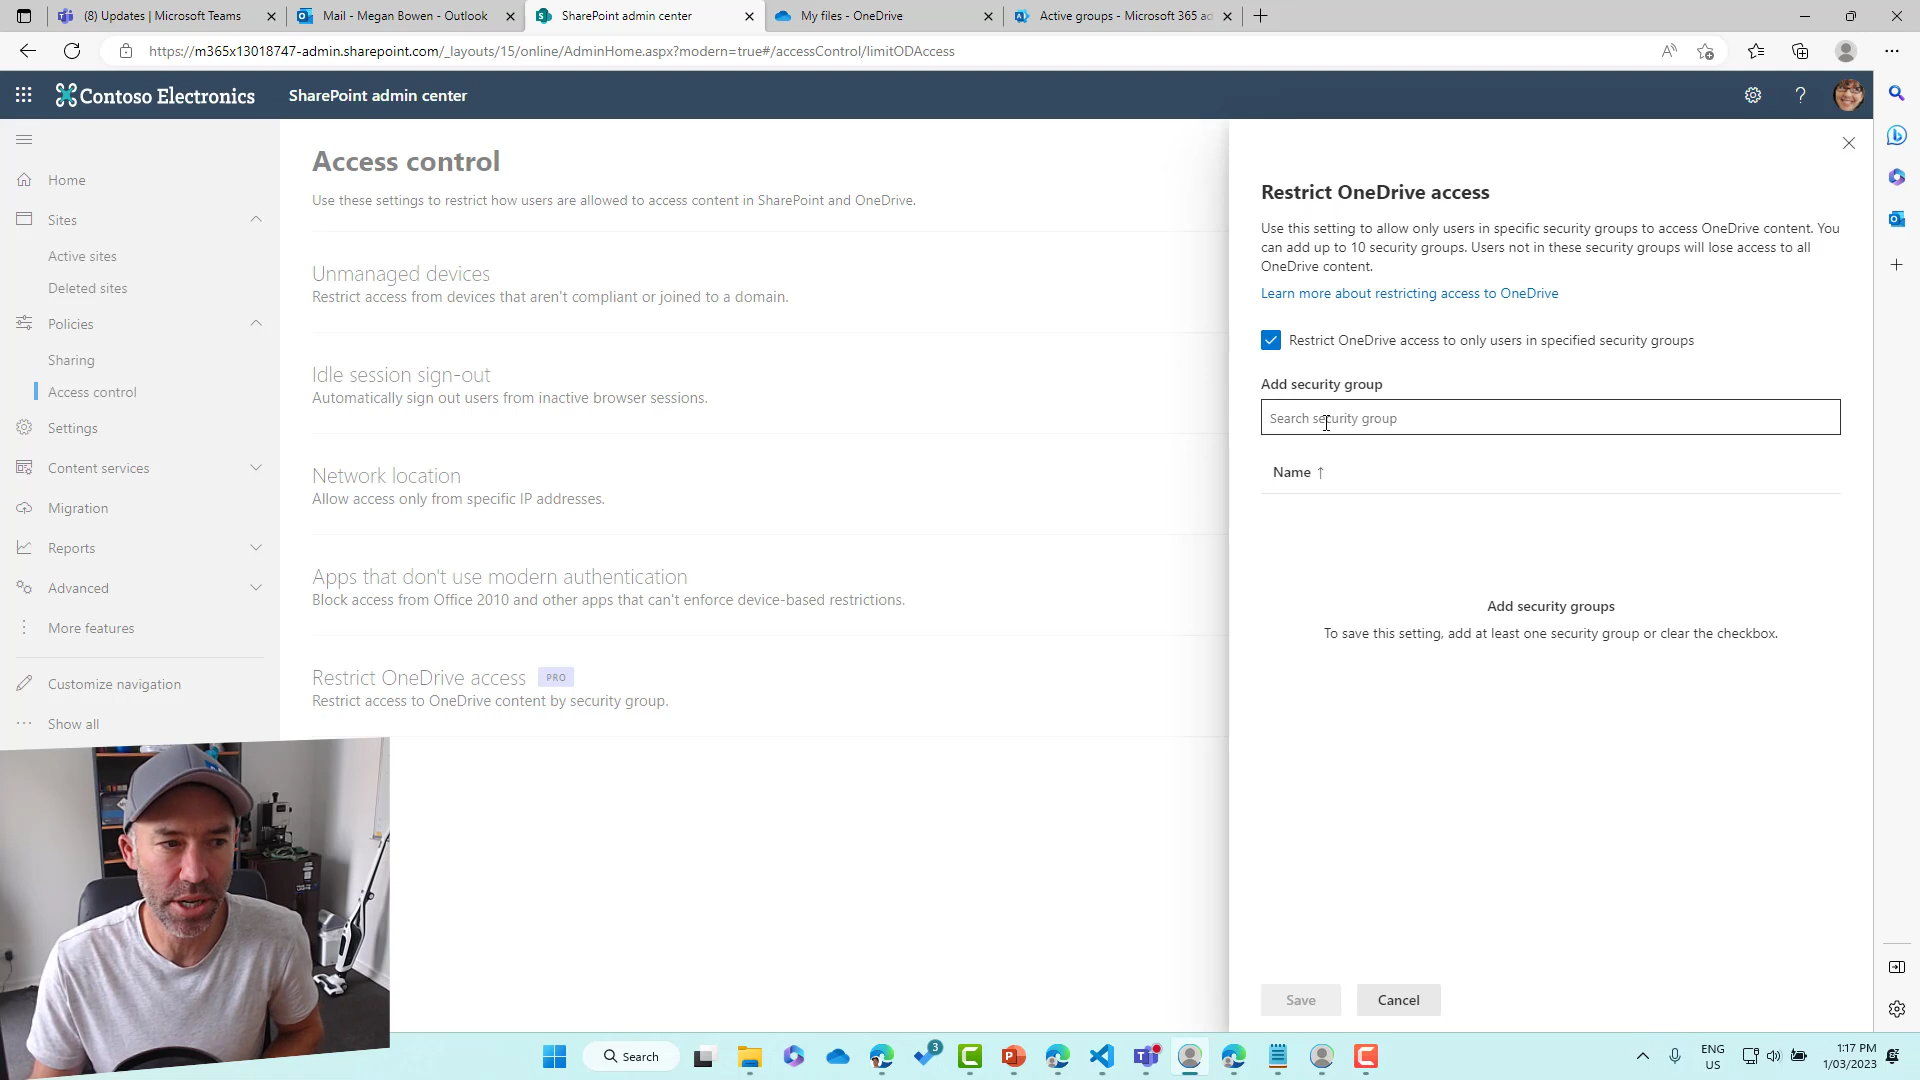 (8) Updates | Microsoft Teams
Mail - Megan Bowen - Outlook
SharePoint admin center
My files - OneDrive
Active groups - Microsoft 365 ad
https://m365x13018747-admin.sharepoint.com/_layouts/15/online/AdminHome.aspx?modern=true#/accessControl/limitODAccess
Contoso Electronics
SharePoint admin center
Home
Sites
Active sites
Deleted sites
Policies
Sharing
Access control
Settings
Content services
Migration
Reports
Advanced
More features
Customize navigation
Show all
Access control
Use these settings to restrict how users are allowed to access content in SharePoint and OneDrive.
Unmanaged devices
Restrict access from devices that aren't compliant or joined to a domain.
Idle session sign-out
Automatically sign out users from inactive browser sessions.
Network location
Allow access only from specific IP addresses.
Apps that don't use modern authentication
Block access from Office 2010 and other apps that can't enforce device-based restrictions.
Restrict OneDrive access PRO
Restrict access to OneDrive content by security group.
Restrict OneDrive access
Use this setting to allow only users in specific security groups to access OneDrive content. You
can add up to 10 security groups. Users not in these security groups will lose access to all
OneDrive content.
Learn more about restricting access to OneDrive
Restrict OneDrive access to only users in specified security groups
Add security group
Search security group
Name ↑
Add security groups
To save this setting, add at least one security group or clear the checkbox.
Save
Cancel
Search
3
ENG
US
1:17 PM
1/03/2023